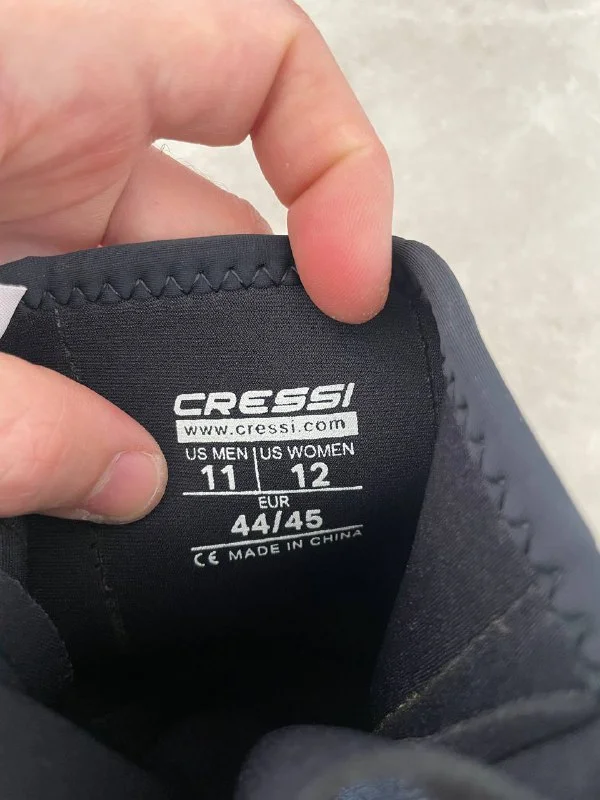 CRESSI
www.cressi.com
US MEN | US WOMEN
11 | 12
EUR
44/45
CE MADE IN CHINA